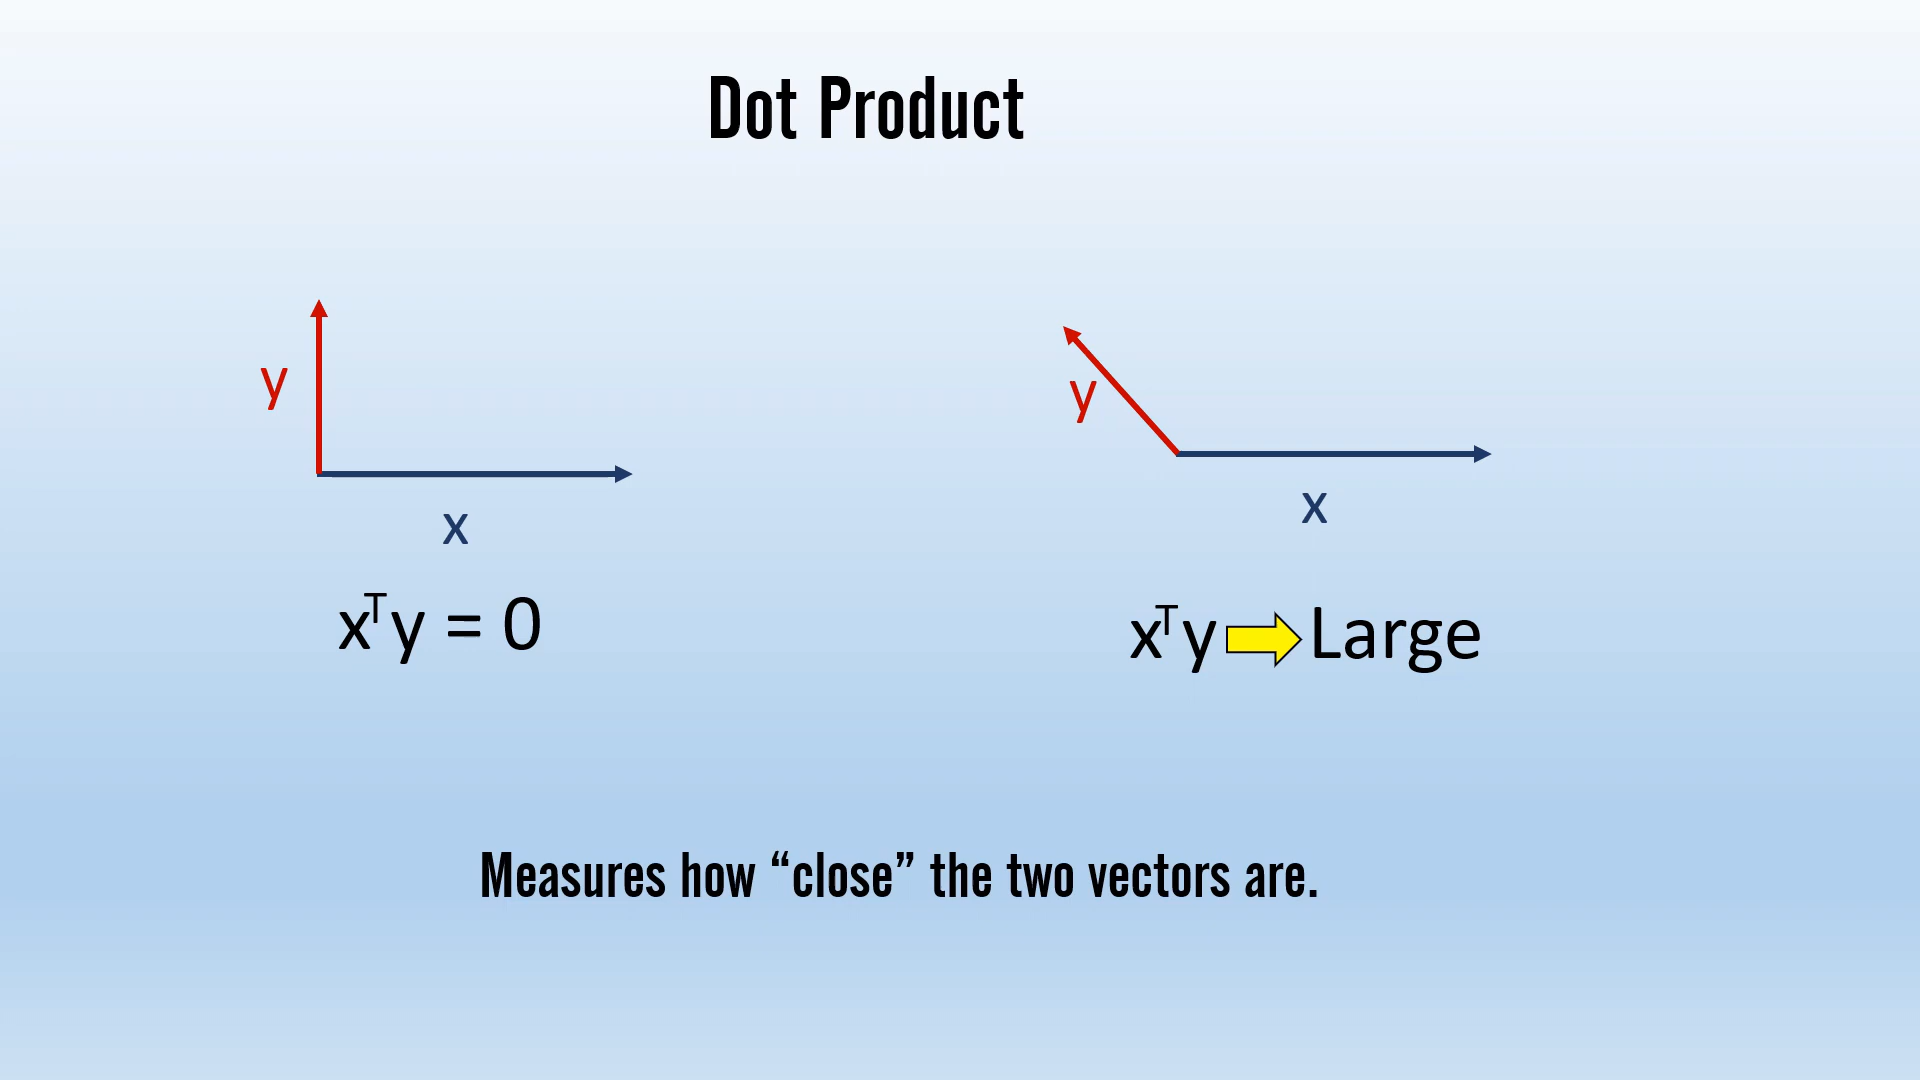 Dot Product
y
x
xᵀy = 0
y
x
xᵀy Large
Measures how “close” the two vectors are.